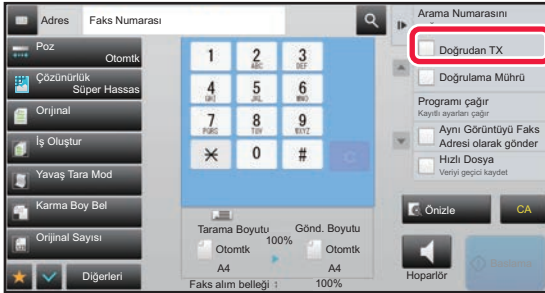 Adres
Faks Numarası
Poz
Otomtk
Çözünürlük
Süper Hassas
Orıjınal
İş Oluştur
Yavaş Tara Mod
Karma Boy Bel
Orijinal Sayısı
Diğerleri
1
2
ABC
3
DEF
4
GHI
5
JKL
6
MNO
7
PQRS
8
TUV
9
WXYZ
0
#
C
Tarama Boyutu
100%
Gönd. Boyutu
Otomtk
Otomtk
A4
A4
Faks alım belleği :
100%
Arama Numarasını
Doğrudan TX
Doğrulama Mührü
Programı çağır
Kayıtlı ayarları çağır
Aynı Görüntüyü Faks
Adresi olarak gönder
Hızlı Dosya
Veriyi geçici kaydet
Önizle
CA
Hoparlör